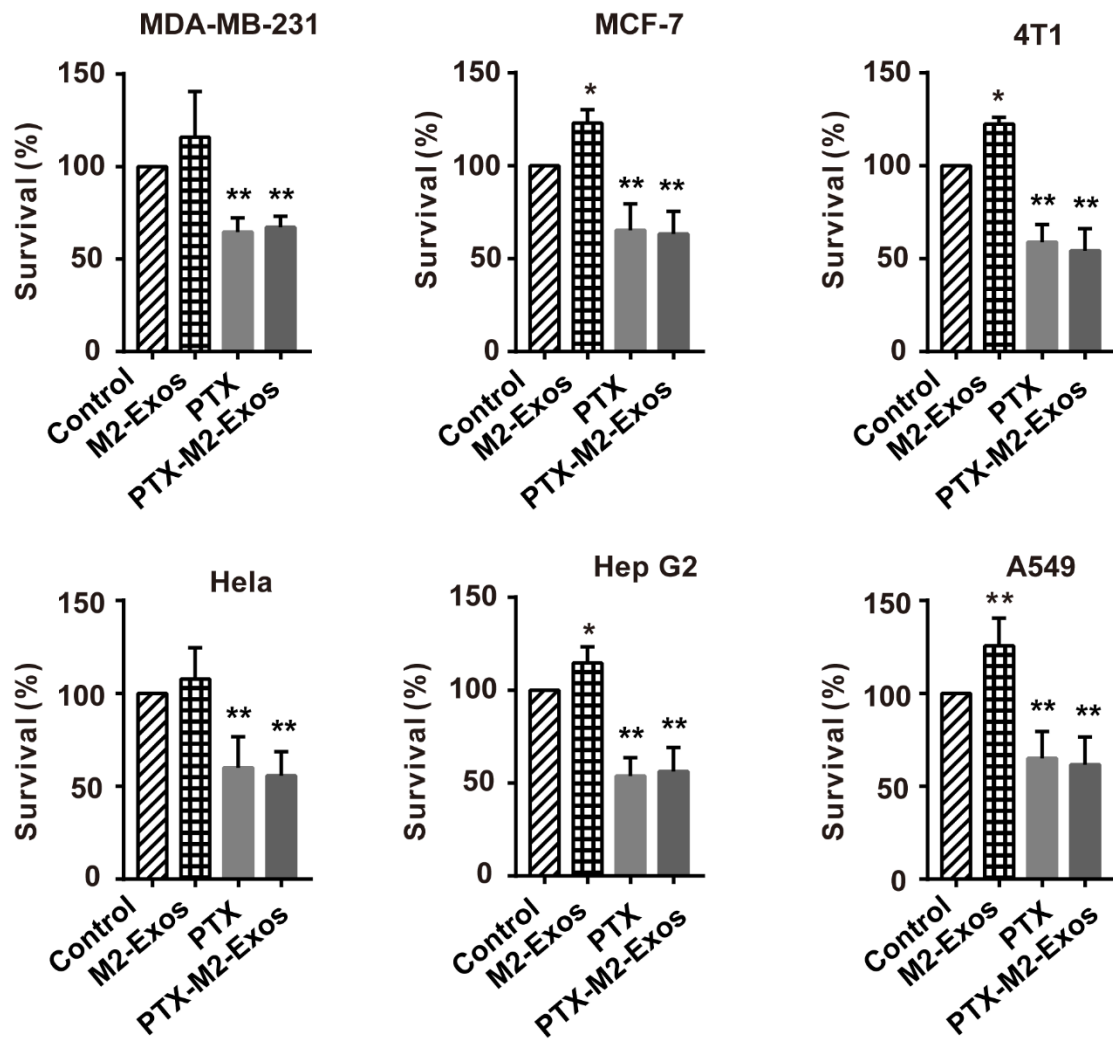 MDA-MB-231
Survival (%)
150
100
50
0
** **
Control
M2-Exos
PTX
PTX-M2-Exos
MCF-7
Survival (%)
150
100
50
0
*
** **
Control
M2-Exos
PTX
PTX-M2-Exos
4T1
Survival (%)
150
100
50
0
*
** **
Control
M2-Exos
PTX
PTX-M2-Exos
Hela
Survival (%)
150
100
50
0
** **
Control
M2-Exos
PTX
PTX-M2-Exos
Hep G2
Survival (%)
150
100
50
0
*
** **
Control
M2-Exos
PTX
PTX-M2-Exos
A549
Survival (%)
150
100
50
0
**
** **
Control
M2-Exos
PTX
PTX-M2-Exos